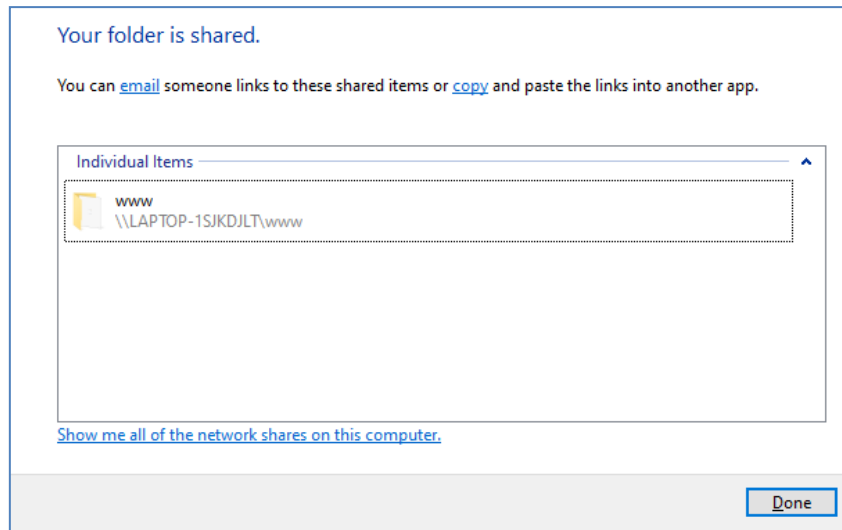 Your folder is shared.
You can email someone links to these shared items or copy and paste the links into another app.
Individual Items
www
\\LAPTOP-1SJKDJLT\www
Show me all of the network shares on this computer.
Done